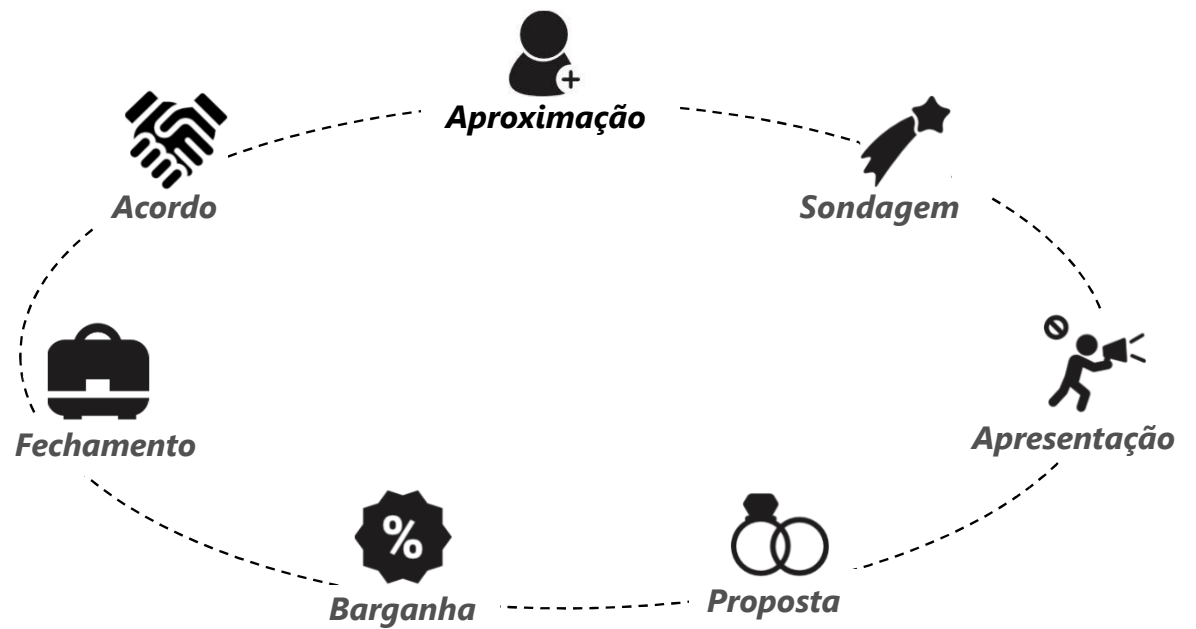 Aproximação
Sondagem
Apresentação
Proposta
%
Barganha
Fechamento
Acordo